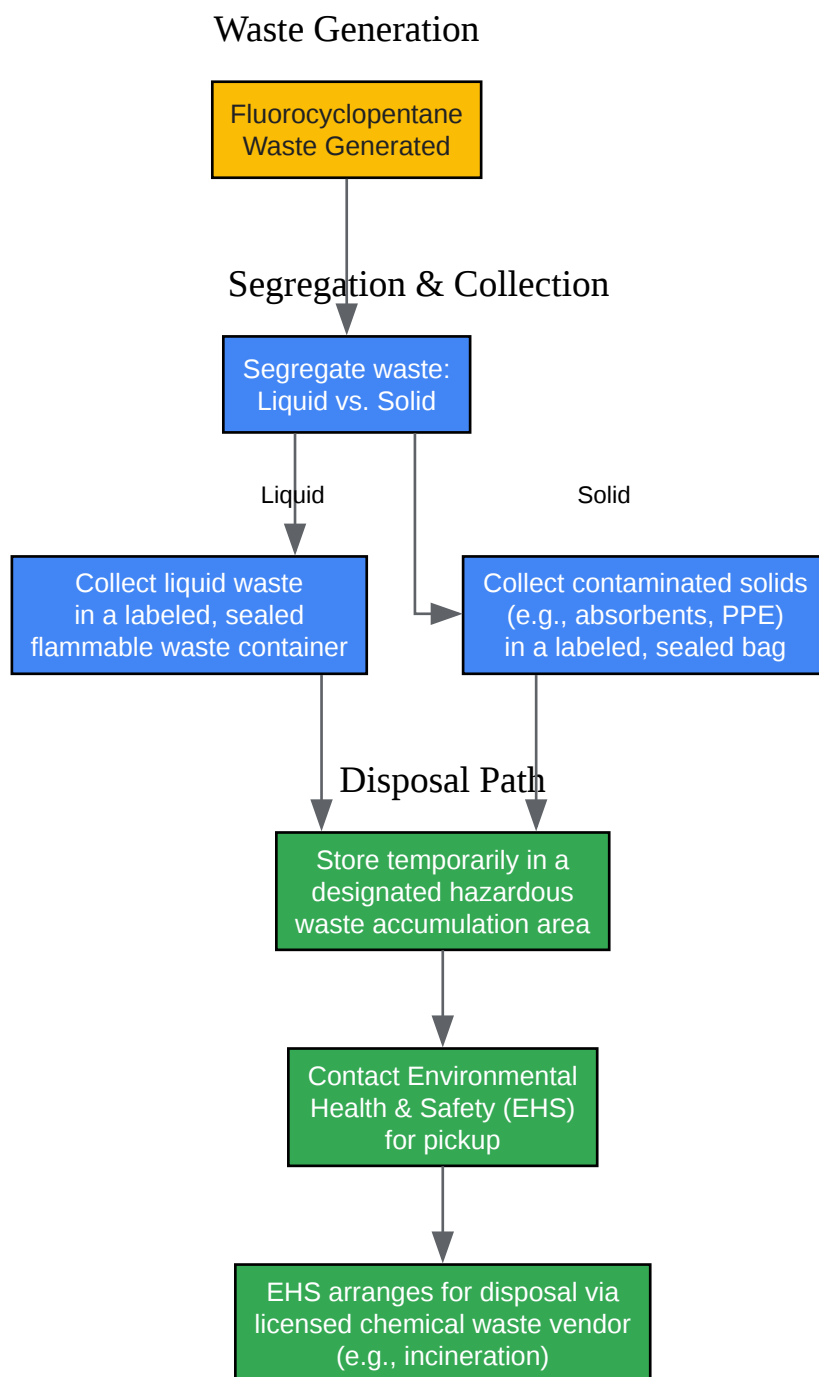 Waste Generation
Fluorocyclopentane
Waste Generated
Segregation & Collection
Segregate waste:
Liquid vs. Solid
Liquid
Solid
Collect liquid waste
in a labeled, sealed
flammable waste container
Collect contaminated solids
(e.g., absorbents, PPE)
in a labeled, sealed bag
Disposal Path
Store temporarily in a
designated hazardous
waste accumulation area
Contact Environmental
Health & Safety (EHS)
for pickup
EHS arranges for disposal via
licensed chemical waste vendor
(e.g., incineration)